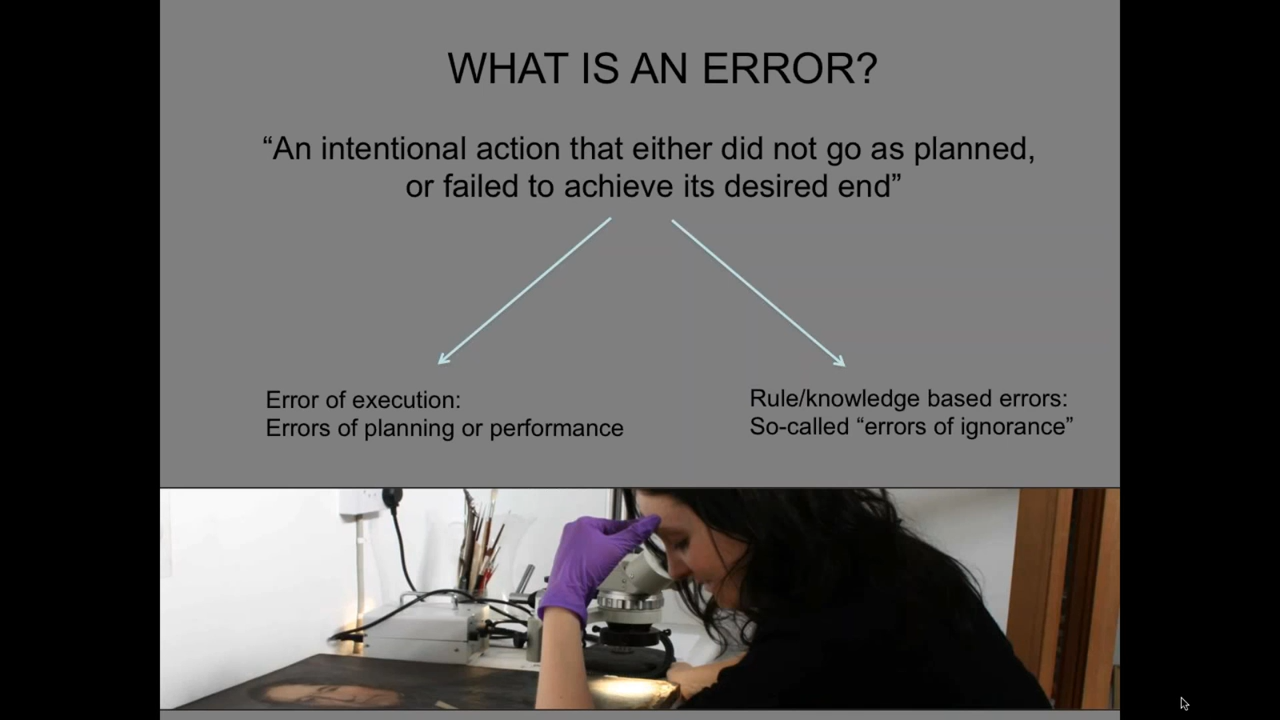 WHAT IS AN ERROR?
“An intentional action that either did not go as planned,
or failed to achieve its desired end”
Error of execution:
Errors of planning or performance
Rule/knowledge based errors:
So-called “errors of ignorance”